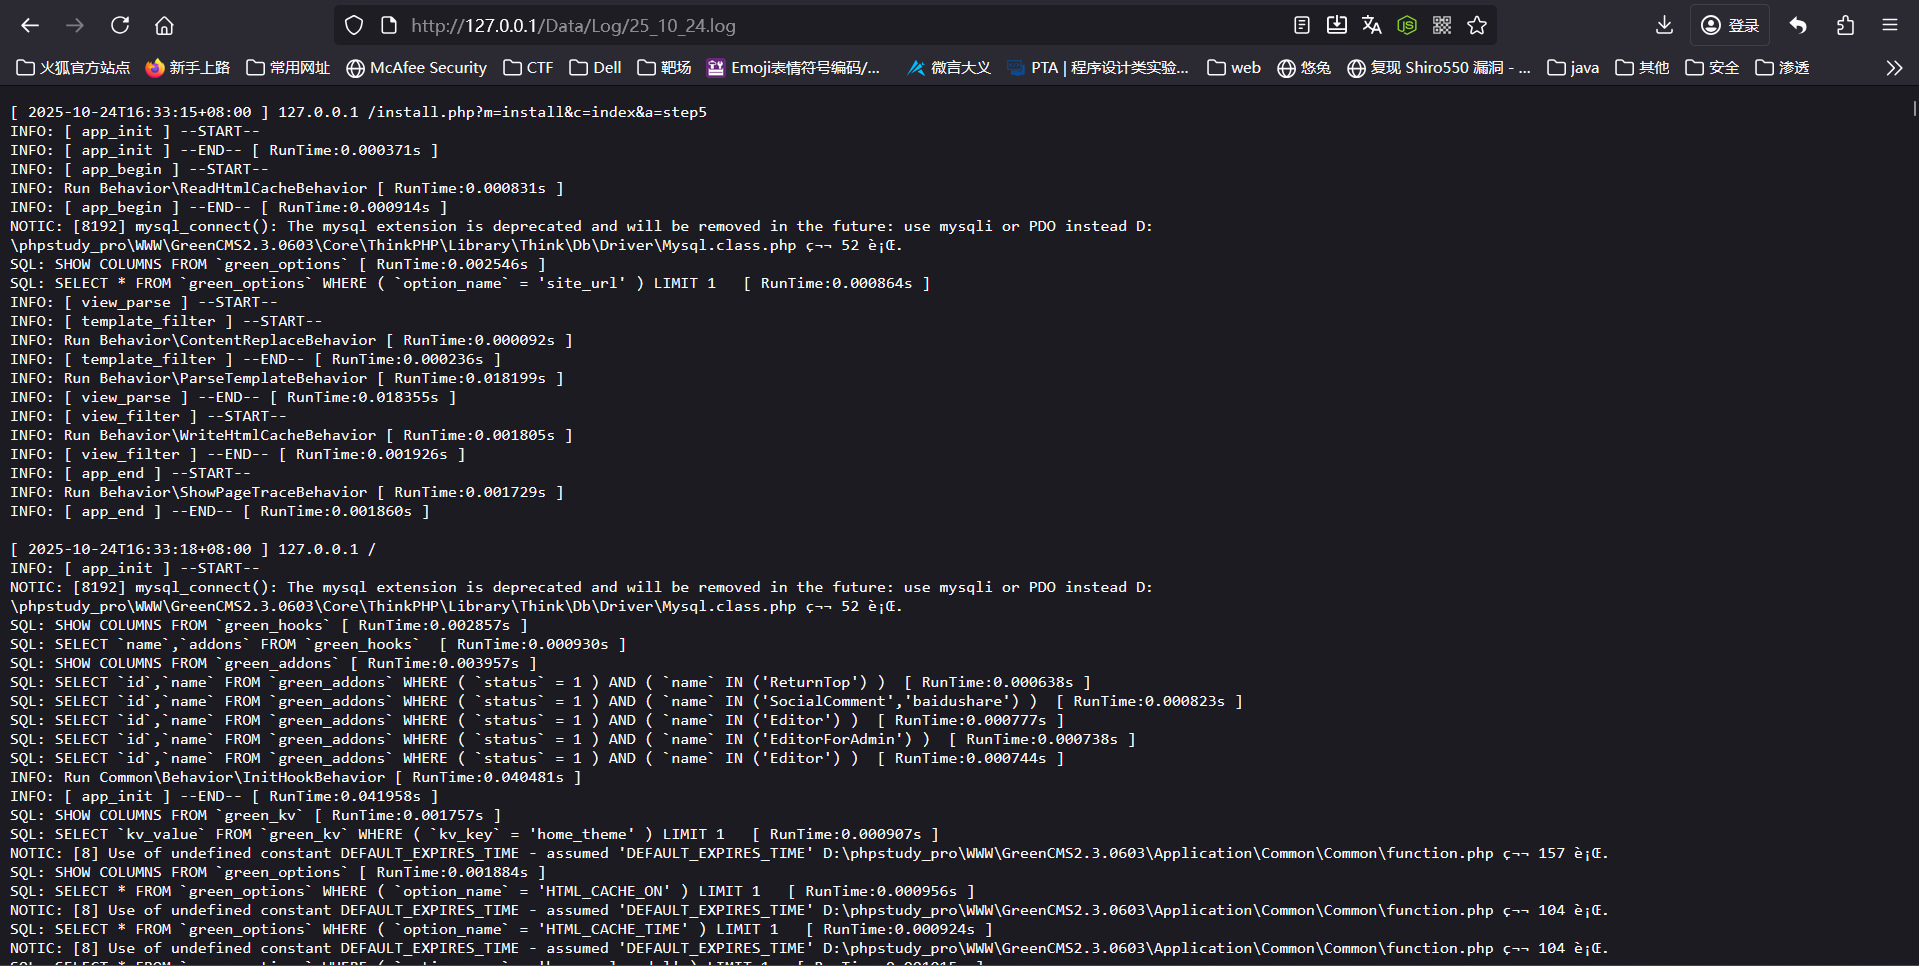 http://127.0.0.1/Data/Log/25_10_24.log
登录
火狐官方站点 新手上路 常用网址 McAfee Security CTF Dell 靶场 Emoji表情符号编码/... 微言大义 PTA | 程序设计类实验... web 悠兔 复现 Shiro550 漏洞 - ... java 其他 安全 渗透
[ 2025-10-24T16:33:15+08:00 ] 127.0.0.1 /install.php?m=install&c=index&a=step5
INFO: [ app_init ] --START--
INFO: [ app_init ] --END-- [ RunTime:0.000371s ]
INFO: [ app_begin ] --START--
INFO: Run Behavior\ReadHtmlCacheBehavior [ RunTime:0.000831s ]
INFO: [ app_begin ] --END-- [ RunTime:0.000914s ]
NOTIC: [8192] mysql_connect(): The mysql extension is deprecated and will be removed in the future: use mysqli or PDO instead D:
\phpstudy_pro\WWW\GreenCMS2.3.0603\Core\ThinkPHP\Library\Think\Db\Driver\Mysql.class.php ç¬¬ 52 è¡Œ.
SQL: SHOW COLUMNS FROM `green_options` [ RunTime:0.002546s ]
SQL: SELECT * FROM `green_options` WHERE ( `option_name` = 'site_url' ) LIMIT 1   [ RunTime:0.000864s ]
INFO: [ view_parse ] --START--
INFO: [ template_filter ] --START--
INFO: Run Behavior\ContentReplaceBehavior [ RunTime:0.000092s ]
INFO: [ template_filter ] --END-- [ RunTime:0.000236s ]
INFO: Run Behavior\ParseTemplateBehavior [ RunTime:0.018199s ]
INFO: [ view_parse ] --END-- [ RunTime:0.018355s ]
INFO: [ view_filter ] --START--
INFO: Run Behavior\WriteHtmlCacheBehavior [ RunTime:0.001805s ]
INFO: [ view_filter ] --END-- [ RunTime:0.001926s ]
INFO: [ app_end ] --START--
INFO: Run Behavior\ShowPageTraceBehavior [ RunTime:0.001729s ]
INFO: [ app_end ] --END-- [ RunTime:0.001860s ]
[ 2025-10-24T16:33:18+08:00 ] 127.0.0.1 /
INFO: [ app_init ] --START--
NOTIC: [8192] mysql_connect(): The mysql extension is deprecated and will be removed in the future: use mysqli or PDO instead D:
\phpstudy_pro\WWW\GreenCMS2.3.0603\Core\ThinkPHP\Library\Think\Db\Driver\Mysql.class.php ç¬¬ 52 è¡Œ.
SQL: SHOW COLUMNS FROM `green_hooks` [ RunTime:0.002857s ]
SQL: SELECT `name`,`addons` FROM `green_hooks`  [ RunTime:0.000930s ]
SQL: SHOW COLUMNS FROM `green_addons` [ RunTime:0.003957s ]
SQL: SELECT `id`,`name` FROM `green_addons` WHERE ( `status` = 1 ) AND ( `name` IN ('ReturnTop') )  [ RunTime:0.000638s ]
SQL: SELECT `id`,`name` FROM `green_addons` WHERE ( `status` = 1 ) AND ( `name` IN ('SocialComment','baidushare') )  [ RunTime:0.000823s ]
SQL: SELECT `id`,`name` FROM `green_addons` WHERE ( `status` = 1 ) AND ( `name` IN ('Editor') )  [ RunTime:0.000777s ]
SQL: SELECT `id`,`name` FROM `green_addons` WHERE ( `status` = 1 ) AND ( `name` IN ('EditorForAdmin') )  [ RunTime:0.000738s ]
SQL: SELECT `id`,`name` FROM `green_addons` WHERE ( `status` = 1 ) AND ( `name` IN ('Editor') )  [ RunTime:0.000744s ]
INFO: Run Common\Behavior\InitHookBehavior [ RunTime:0.040481s ]
INFO: [ app_init ] --END-- [ RunTime:0.041958s ]
SQL: SHOW COLUMNS FROM `green_kv` [ RunTime:0.001757s ]
SQL: SELECT `kv_value` FROM `green_kv` WHERE ( `kv_key` = 'home_theme' ) LIMIT 1   [ RunTime:0.000907s ]
NOTIC: [8] Use of undefined constant DEFAULT_EXPIRES_TIME - assumed 'DEFAULT_EXPIRES_TIME' D:\phpstudy_pro\WWW\GreenCMS2.3.0603\Application\Common\Common\function.php ç¬¬ 157 è¡Œ.
SQL: SHOW COLUMNS FROM `green_options` [ RunTime:0.001884s ]
SQL: SELECT * FROM `green_options` WHERE ( `option_name` = 'HTML_CACHE_ON' ) LIMIT 1   [ RunTime:0.000956s ]
NOTIC: [8] Use of undefined constant DEFAULT_EXPIRES_TIME - assumed 'DEFAULT_EXPIRES_TIME' D:\phpstudy_pro\WWW\GreenCMS2.3.0603\Application\Common\Common\function.php ç¬¬ 104 è¡Œ.
SQL: SELECT * FROM `green_options` WHERE ( `option_name` = 'HTML_CACHE_TIME' ) LIMIT 1   [ RunTime:0.000924s ]
NOTIC: [8] Use of undefined constant DEFAULT_EXPIRES_TIME - assumed 'DEFAULT_EXPIRES_TIME' D:\phpstudy_pro\WWW\GreenCMS2.3.0603\Application\Common\Common\function.php ç¬¬ 104 è¡Œ.